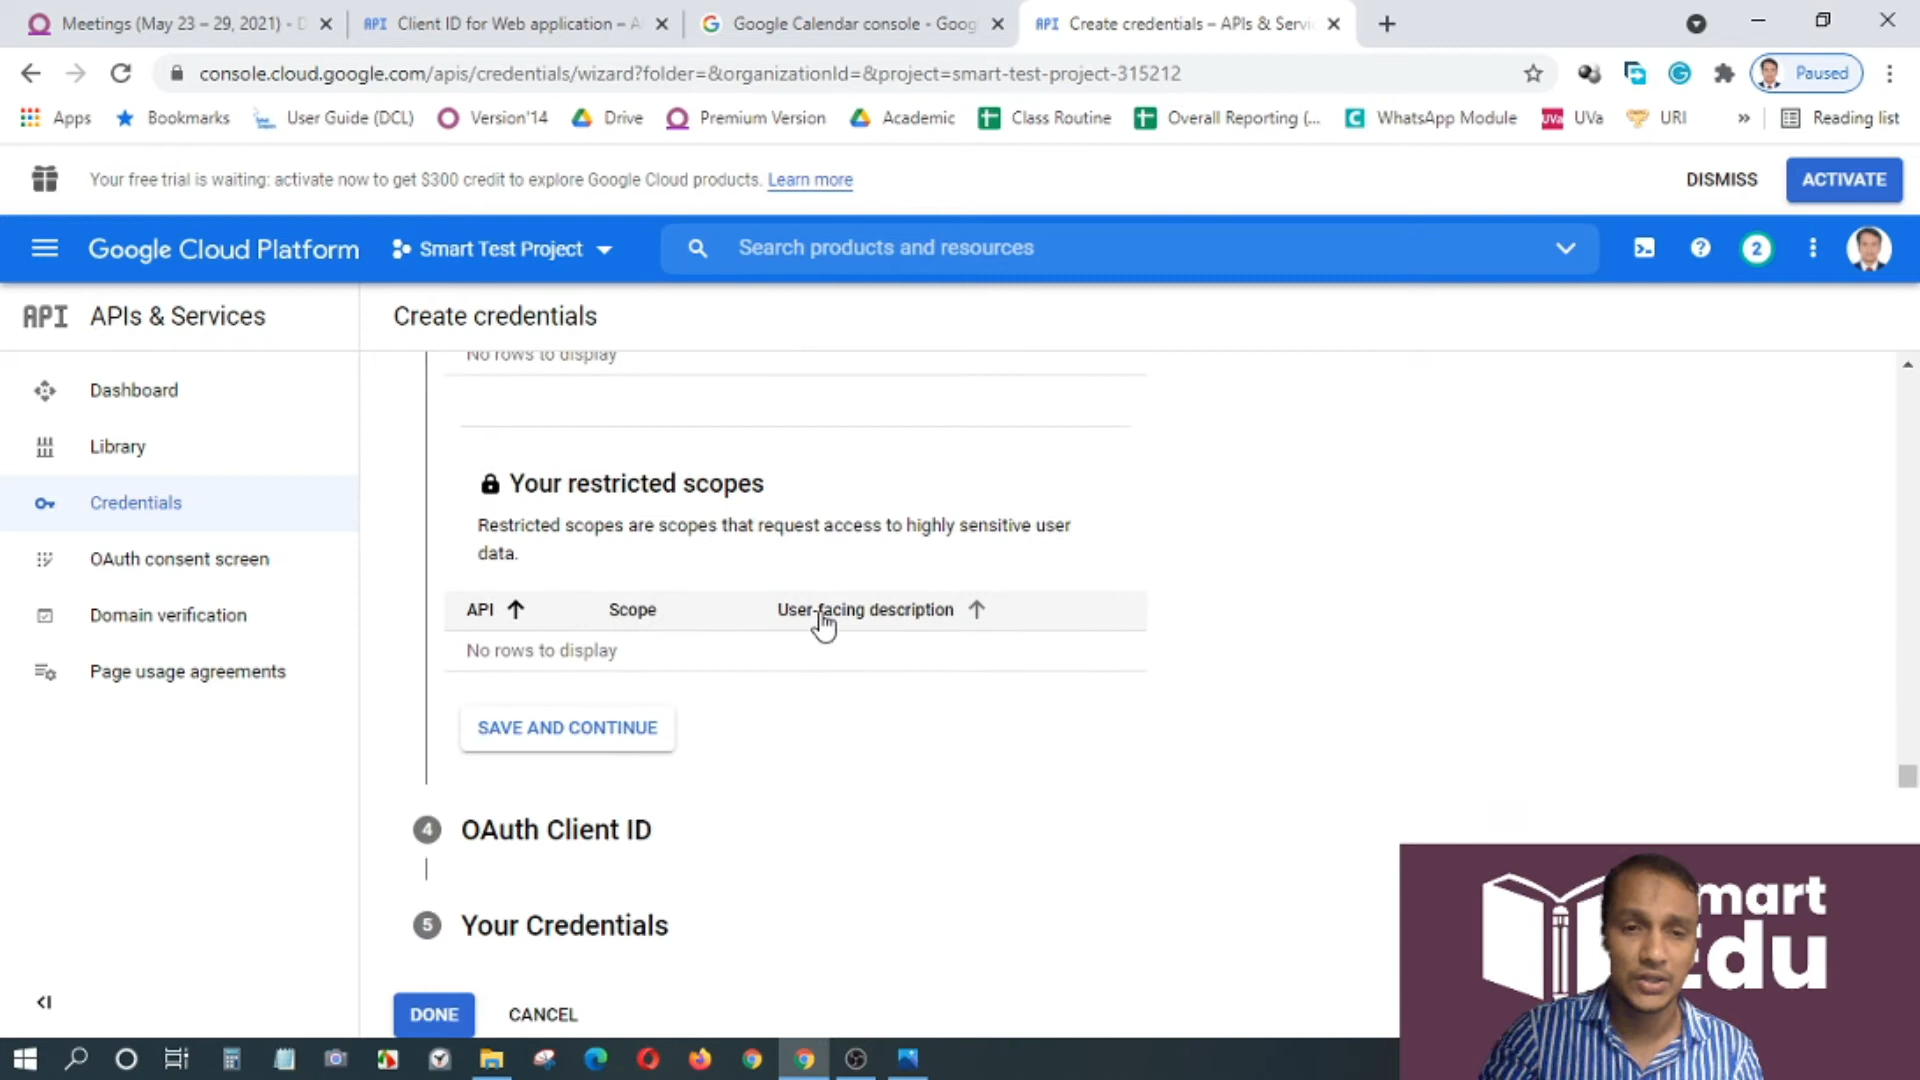 Meetings (May 23 – 29, 2021) - D
API Client ID for Web application – A
Google Calendar console - Goog
API Create credentials – APIs & Servi
console.cloud.google.com/apis/credentials/wizard?folder=&organizationId=&project=smart-test-project-315212
Paused
Apps
Bookmarks
User Guide (DCL)
Version'14
Drive
Premium Version
Academic
Class Routine
Overall Reporting (...
WhatsApp Module
UVa UVa
URI
»
Reading list
Your free trial is waiting: activate now to get $300 credit to explore Google Cloud products. Learn more
DISMISS
ACTIVATE
Google Cloud Platform
Smart Test Project
Search products and resources
2
API APIs & Services
Create credentials
Dashboard
Library
Credentials
OAuth consent screen
Domain verification
Page usage agreements
No rows to display
Your restricted scopes
Restricted scopes are scopes that request access to highly sensitive user
data.
API Scope User-facing description
No rows to display
SAVE AND CONTINUE
4 OAuth Client ID
5 Your Credentials
DONE CANCEL
mart
Edu